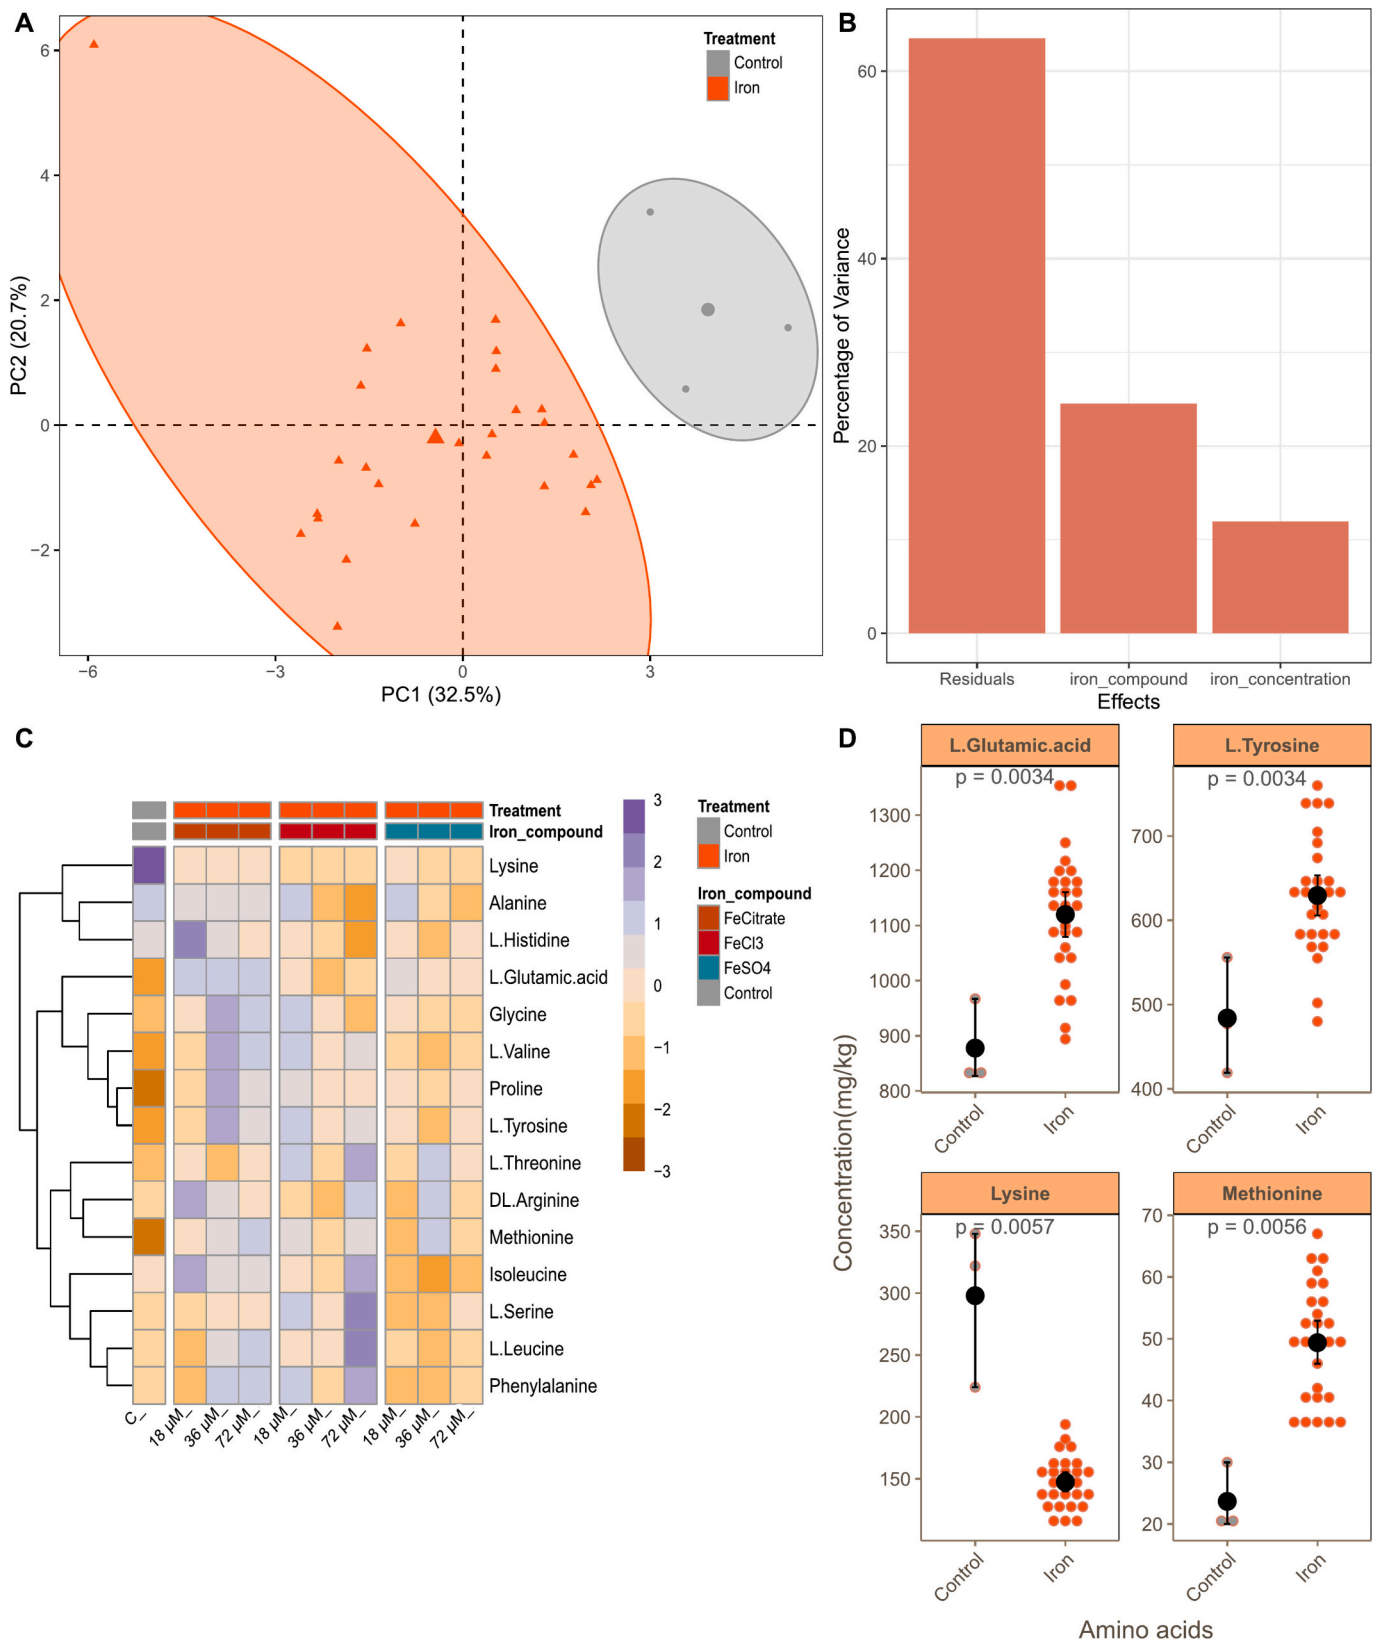 A
Treatment
Control
Iron
6
4
2
0
−2
PC2 (20.7%)
−6
−3
0
3
PC1 (32.5%)
B
60
40
20
0
Percentage of Variance
Residuals
iron_compound
iron_concentration
Effects
C
Treatment
Iron_compound
Lysine
Alanine
L.Histidine
L.Glutamic.acid
Glycine
L.Valine
Proline
L.Tyrosine
L.Threonine
DL.Arginine
Methionine
Isoleucine
L.Serine
L.Leucine
Phenylalanine
C_
18 µM_
36 µM_
72 µM_
18 µM_
36 µM_
72 µM_
18 µM_
36 µM_
72 µM_
3
2
1
0
−1
−2
−3
Treatment
Control
Iron
Iron_compound
FeCitrate
FeCl3
FeSO4
Control
D
L.Glutamic.acid
p = 0.0034
1300
1200
1100
1000
900
800
Control
Iron
L.Tyrosine
p = 0.0034
700
600
500
400
Control
Iron
Concentration(mg/kg)
Lysine
p = 0.0057
350
300
250
200
150
Control
Iron
Methionine
p = 0.0056
70
60
50
40
30
20
Control
Iron
Amino acids